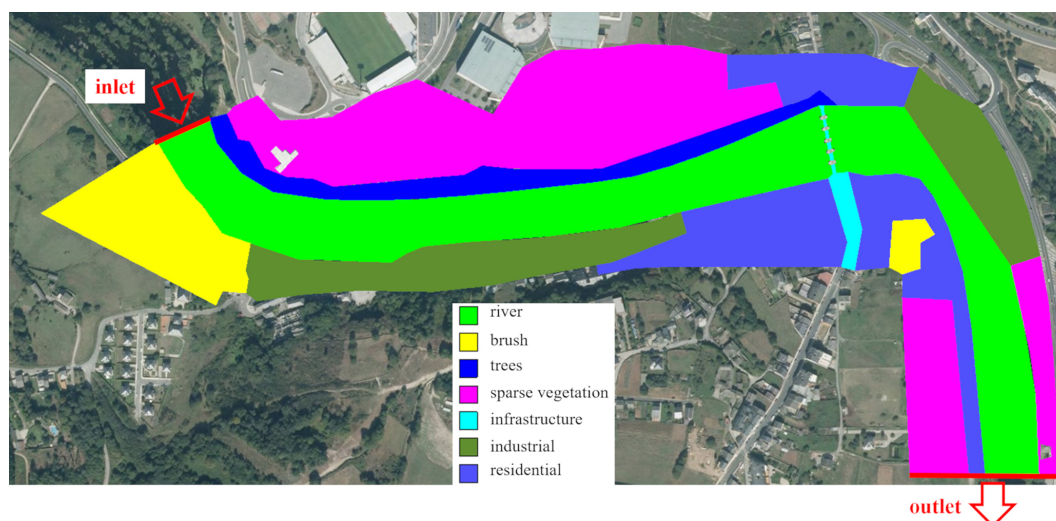 inlet
river
brush
trees
sparse vegetation
infrastructure
industrial
residential
outlet